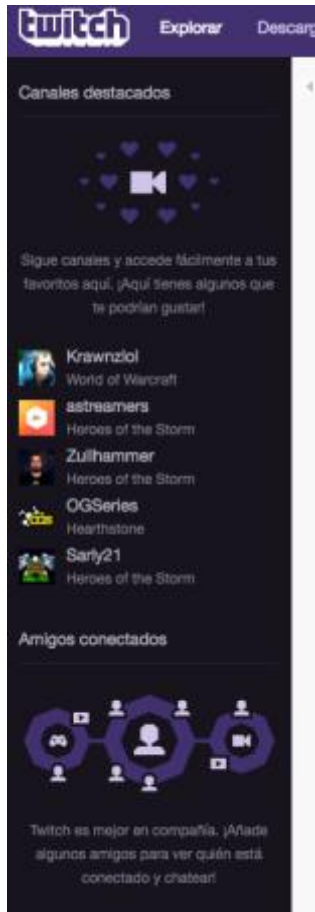 twitch Explorar Descarg
Canales destacados
Sigue canales y accede fácilmente a tus
favoritos aquí. ¡Aquí tienes algunos que
te podrían gustar!
Krawnzlol
World of Warcraft
astreamers
Heroes of the Storm
Zullhammer
Heroes of the Storm
OGSeries
Hearthstone
Sarly21
Heroes of the Storm
Amigos conectados
Twitch es mejor en compañía. ¡Añade
algunos amigos para ver quién está
conectado y chatear!